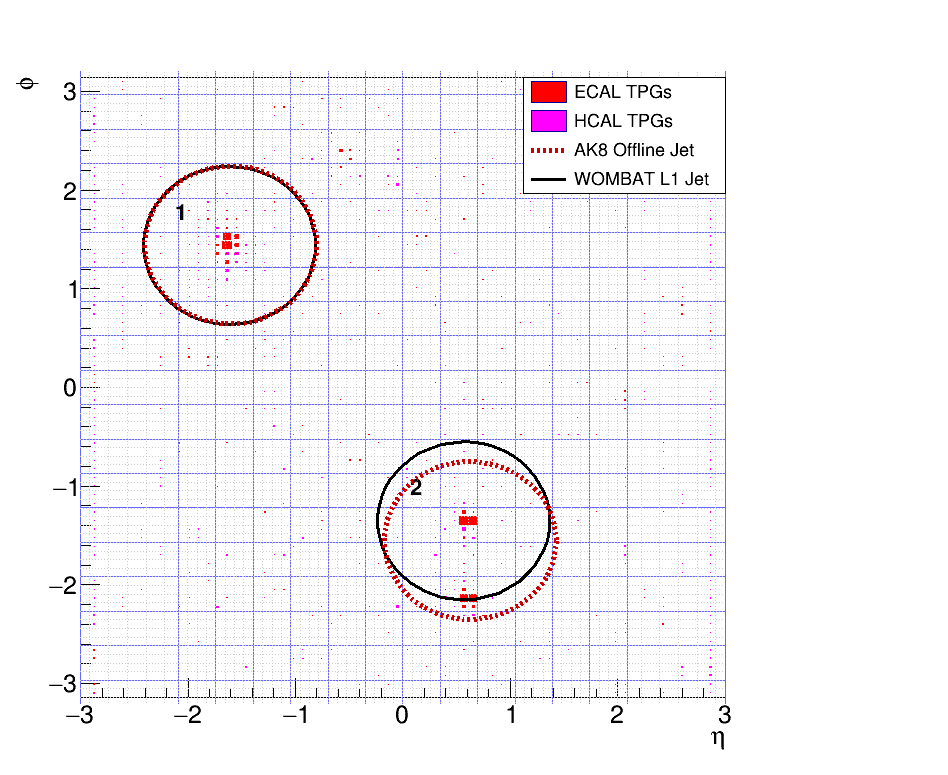 ϕ
3
2
1
0
−1
−2
−3
ECAL TPGs
HCAL TPGs
AK8 Offline Jet
WOMBAT L1 Jet
1
2
−3 −2 −1 0 1 2 3
η